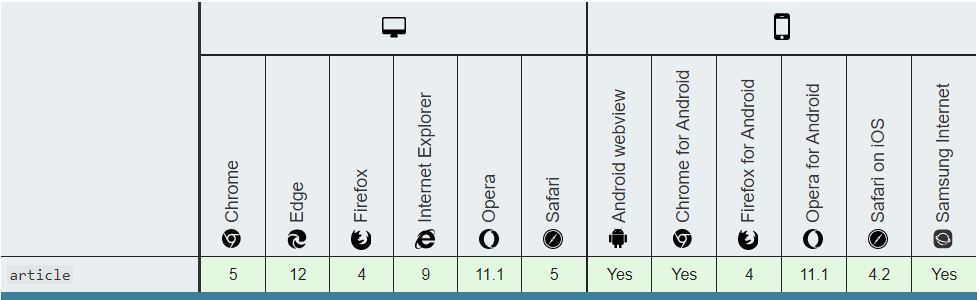 Chrome
Edge
Firefox
Internet Explorer
Opera
Safari
Android webview
Chrome for Android
Firefox for Android
Opera for Android
Safari on iOS
Samsung Internet
article 5 12 4 9 11.1 5 Yes Yes 4 11.1 4.2 Yes